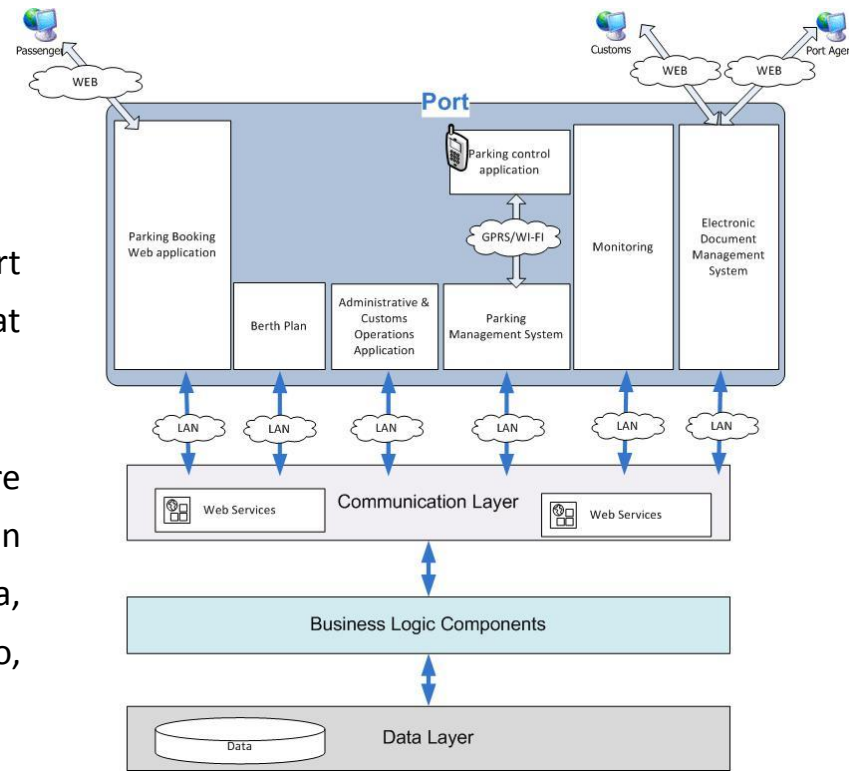 Passenger
Customs
Port Agen
WEB
WEB
WEB
Port
Parking control
application
GPRS/WI-FI
Parking Booking
Web application
Berth Plan
Administrative &
Customs
Operations
Application
Parking
Management System
Monitoring
Electronic
Document
Management
System
rt
at
LAN
LAN
LAN
LAN
LAN
LAN
re
n
a,
o,
Communication Layer
Web Services
Web Services
Business Logic Components
Data Layer
Data